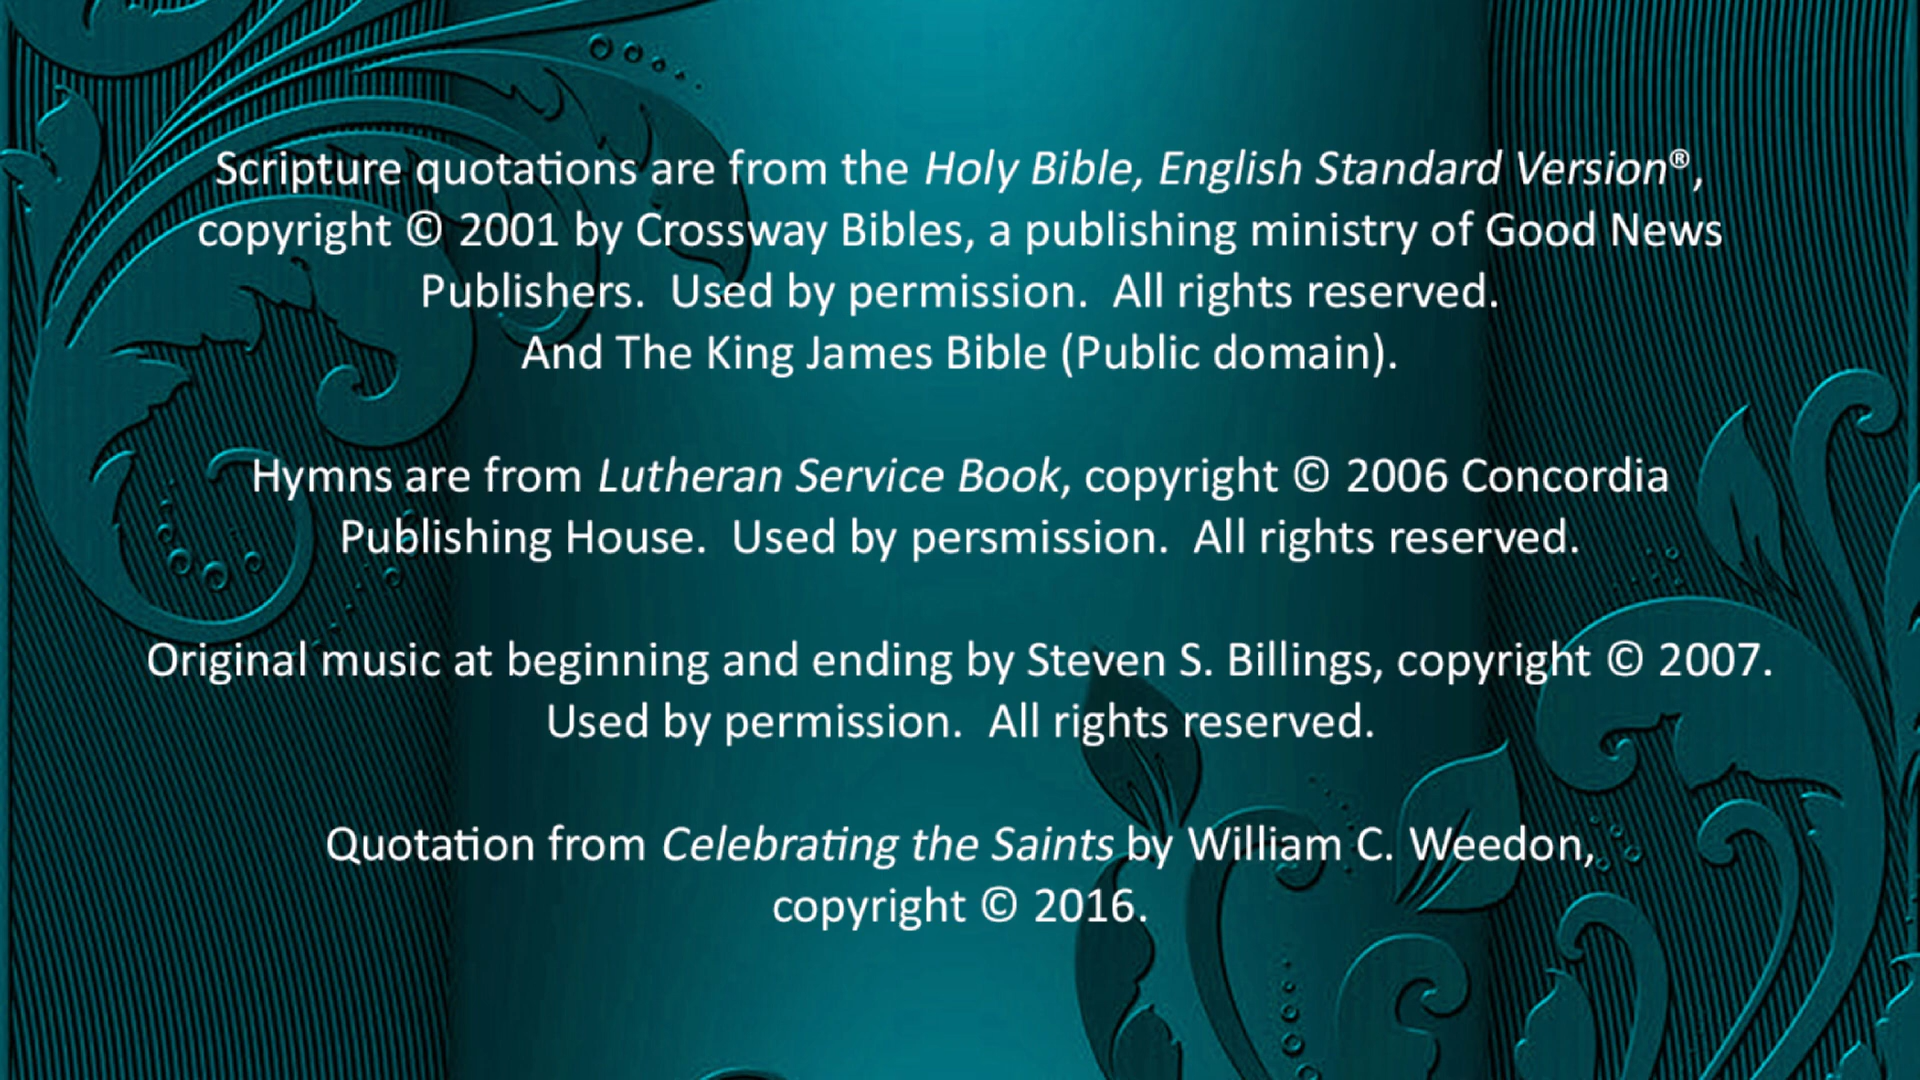 Scripture quotations are from the Holy Bible, English Standard Version®,
copyright © 2001 by Crossway Bibles, a publishing ministry of Good News
Publishers.  Used by permission.  All rights reserved.
And The King James Bible (Public domain).
Hymns are from Lutheran Service Book, copyright © 2006 Concordia
Publishing House.  Used by persmission.  All rights reserved.
Original music at beginning and ending by Steven S. Billings, copyright © 2007.
Used by permission.  All rights reserved.
Quotation from Celebrating the Saints by William C. Weedon,
copyright © 2016.